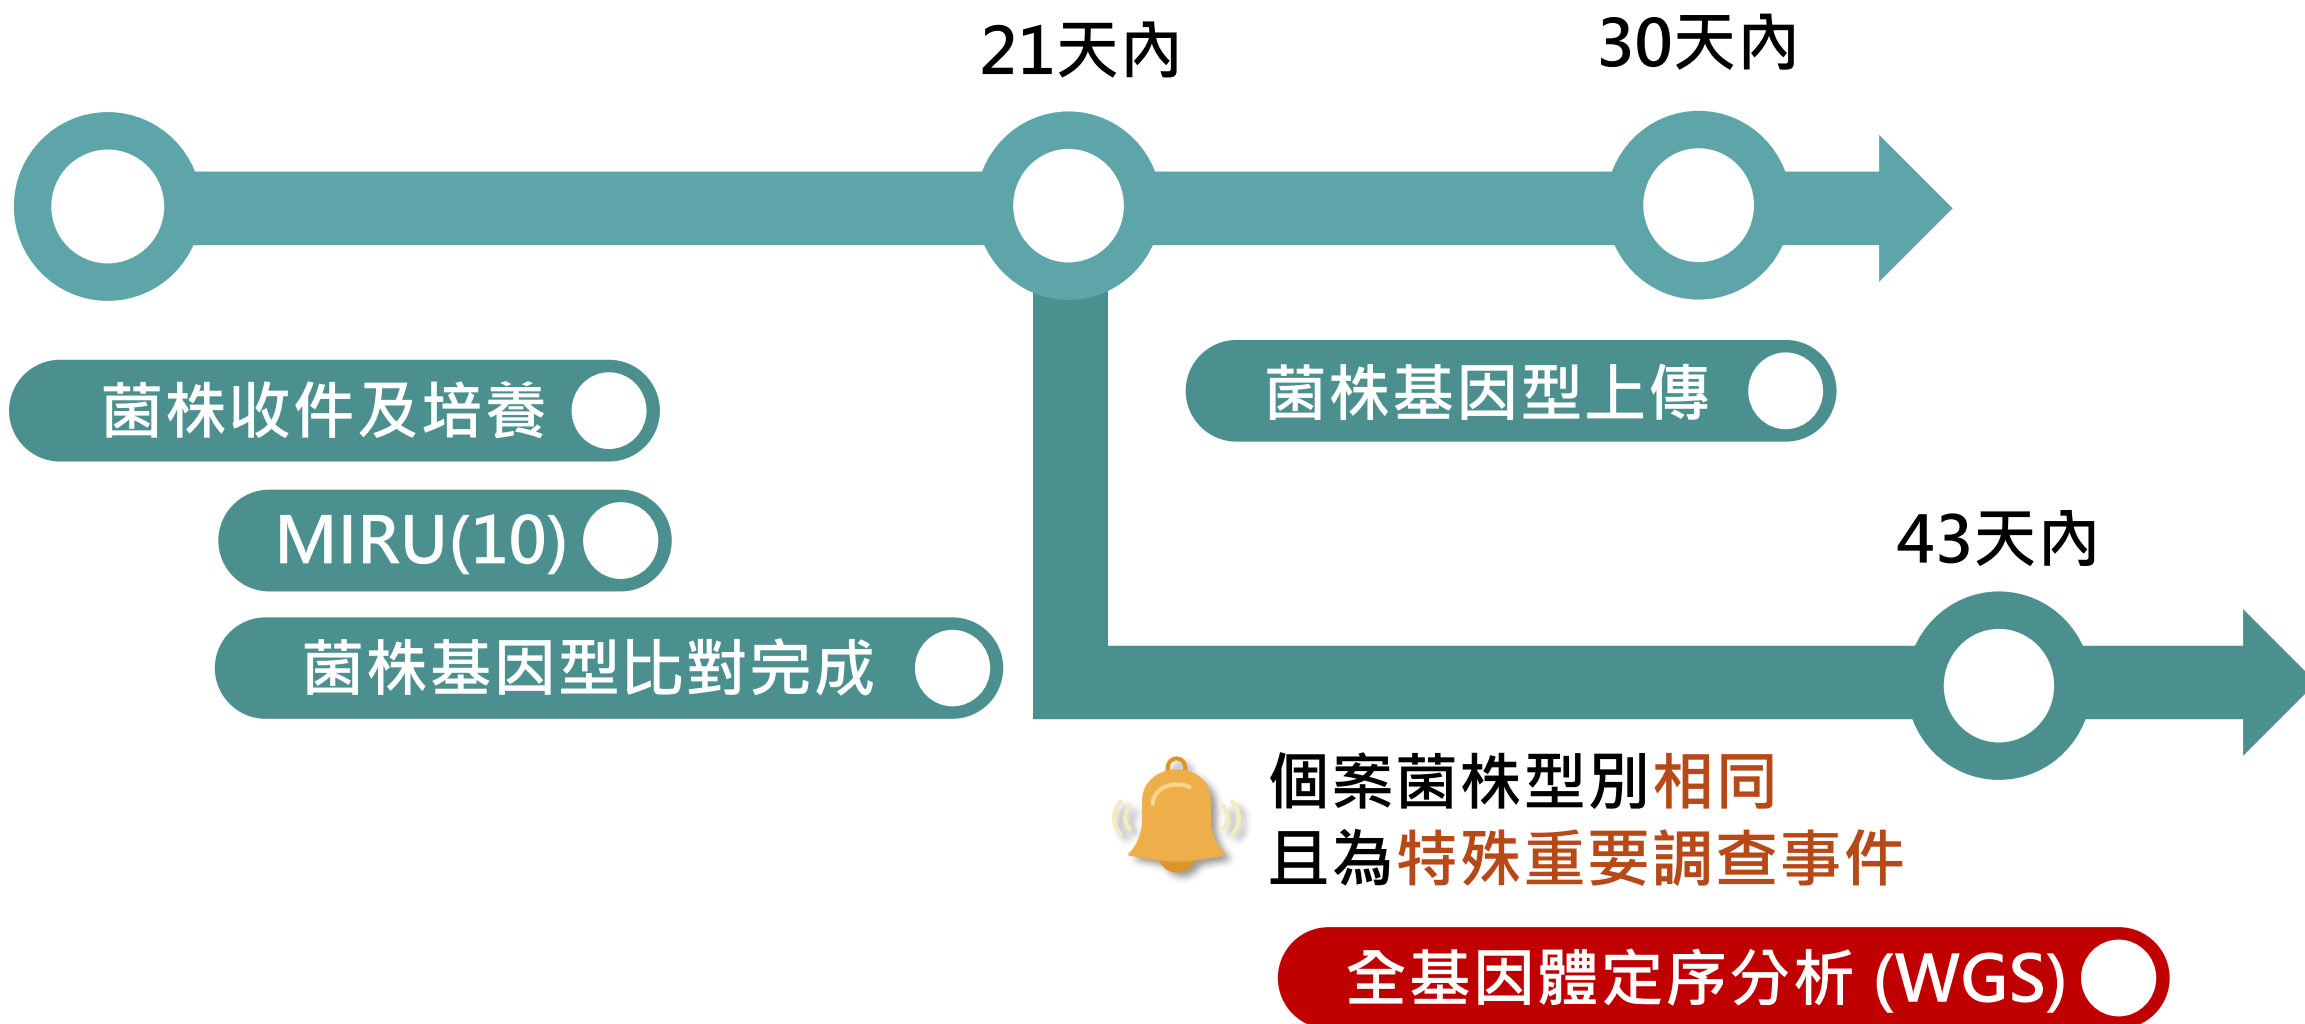 21天內
30天內
菌株收件及培養
菌株基因型上傳
MIRU(10)
43天內
菌株基因型比對完成
個案菌株型別相同
且為特殊重要調查事件
全基因體定序分析 (WGS)